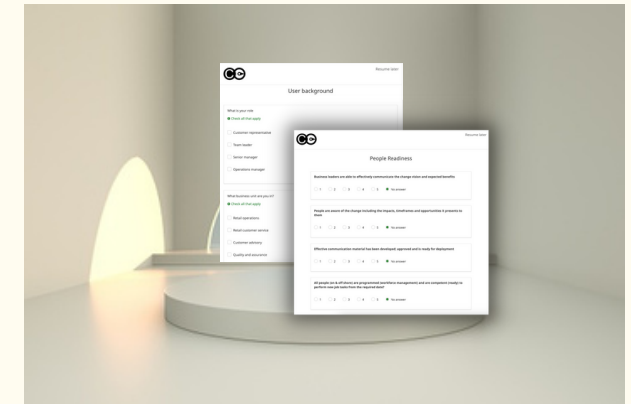 Resume later
User background
What is your role
Check all that apply
Customer representative
Team leader
Senior manager
Operations manager
What business unit are you in?
Check all that apply
Retail operations
Retail customer service
Customer advisory
Quality and assurance
Resume later
People Readiness
Business leaders are able to effectively communicate the change vision and expected benefits
1 2 3 4 5 No answer
People are aware of the change including the impacts, timeframes and opportunities it presents to
them
1 2 3 4 5 No answer
Effective communication material has been developed, approved and is ready for deployment
1 2 3 4 5 No answer
All people (on & off-shore) are programmed (workforce management) and are competent (ready) to
perform new job tasks from the required date?
1 2 3 4 5 No answer